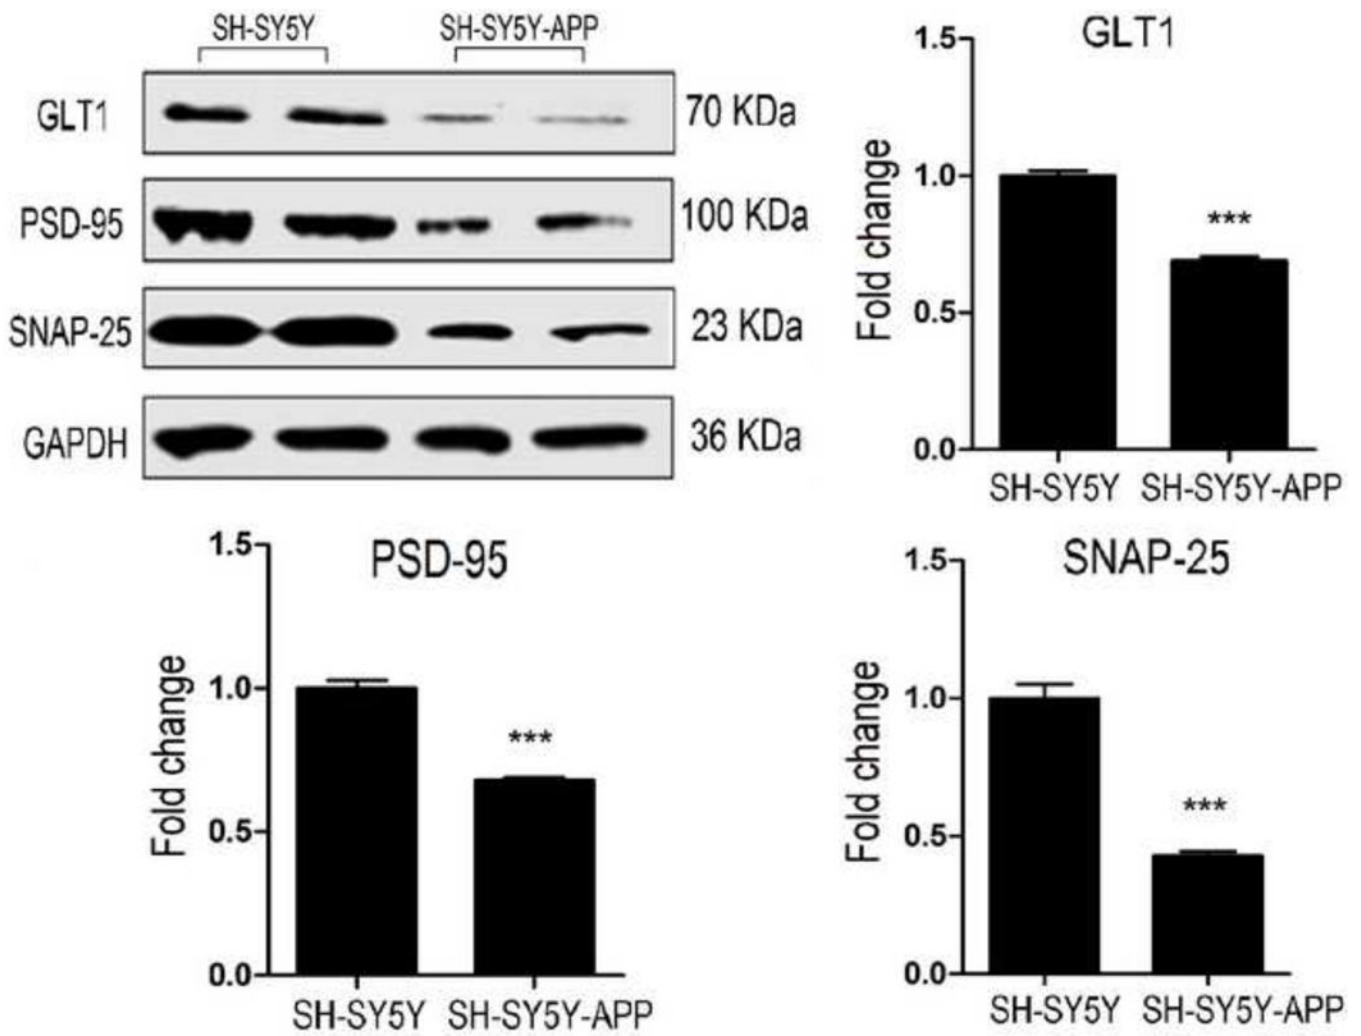 SH-SY5Y SH-SY5Y-APP
GLT1 70 KDa
PSD-95 100 KDa
SNAP-25 23 KDa
GAPDH 36 KDa
GLT1
Fold change
1.5
1.0
***
0.5
0.0
SH-SY5Y SH-SY5Y-APP
PSD-95
Fold change
1.5
1.0
***
0.5
0.0
SH-SY5Y SH-SY5Y-APP
SNAP-25
Fold change
1.5
1.0
***
0.5
0.0
SH-SY5Y SH-SY5Y-APP